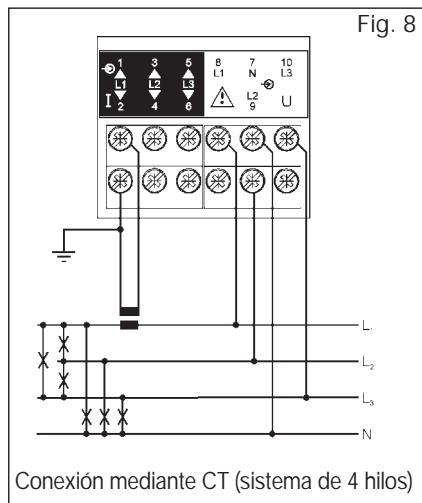 Fig. 8
1 3 5 8 7 10
L1 N L3
L1 L2 L3
I 2 4 6 L2 U
9
L
L2
L3
N
Conexión mediante CT (sistema de 4 hilos)